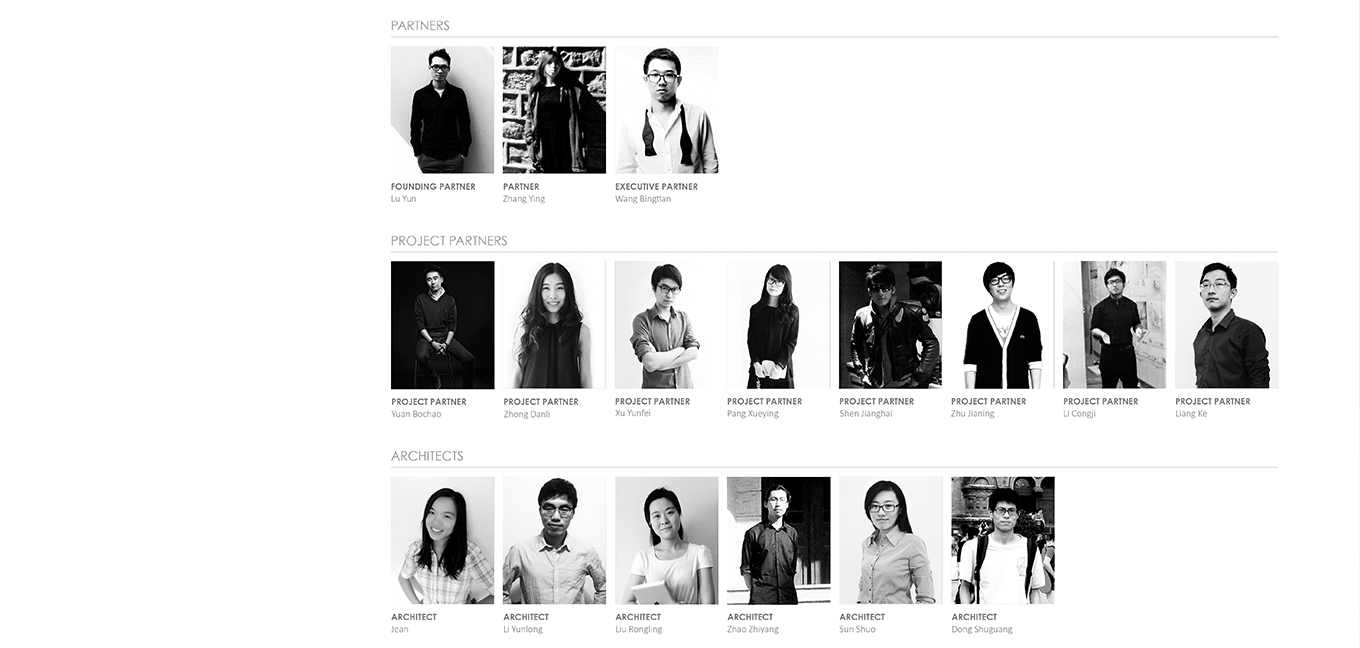 PARTNERS
FOUNDING PARTNER
Lu Yun
PARTNER
Zhang Ying
EXECUTIVE PARTNER
Wang Bingtian
PROJECT PARTNERS
PROJECT PARTNER
Yuan Bochao
PROJECT PARTNER
Zhong Danli
PROJECT PARTNER
Xu Yunfei
PROJECT PARTNER
Pang Xueying
PROJECT PARTNER
Shen Jianghai
PROJECT PARTNER
Zhu Jianing
PROJECT PARTNER
Li Congji
PROJECT PARTNER
Liang Ke
ARCHITECTS
ARCHITECT
Jean
ARCHITECT
Li Yunlong
ARCHITECT
Liu Rongling
ARCHITECT
Zhao Zhiyang
ARCHITECT
Sun Shuo
ARCHITECT
Dong Shuguang